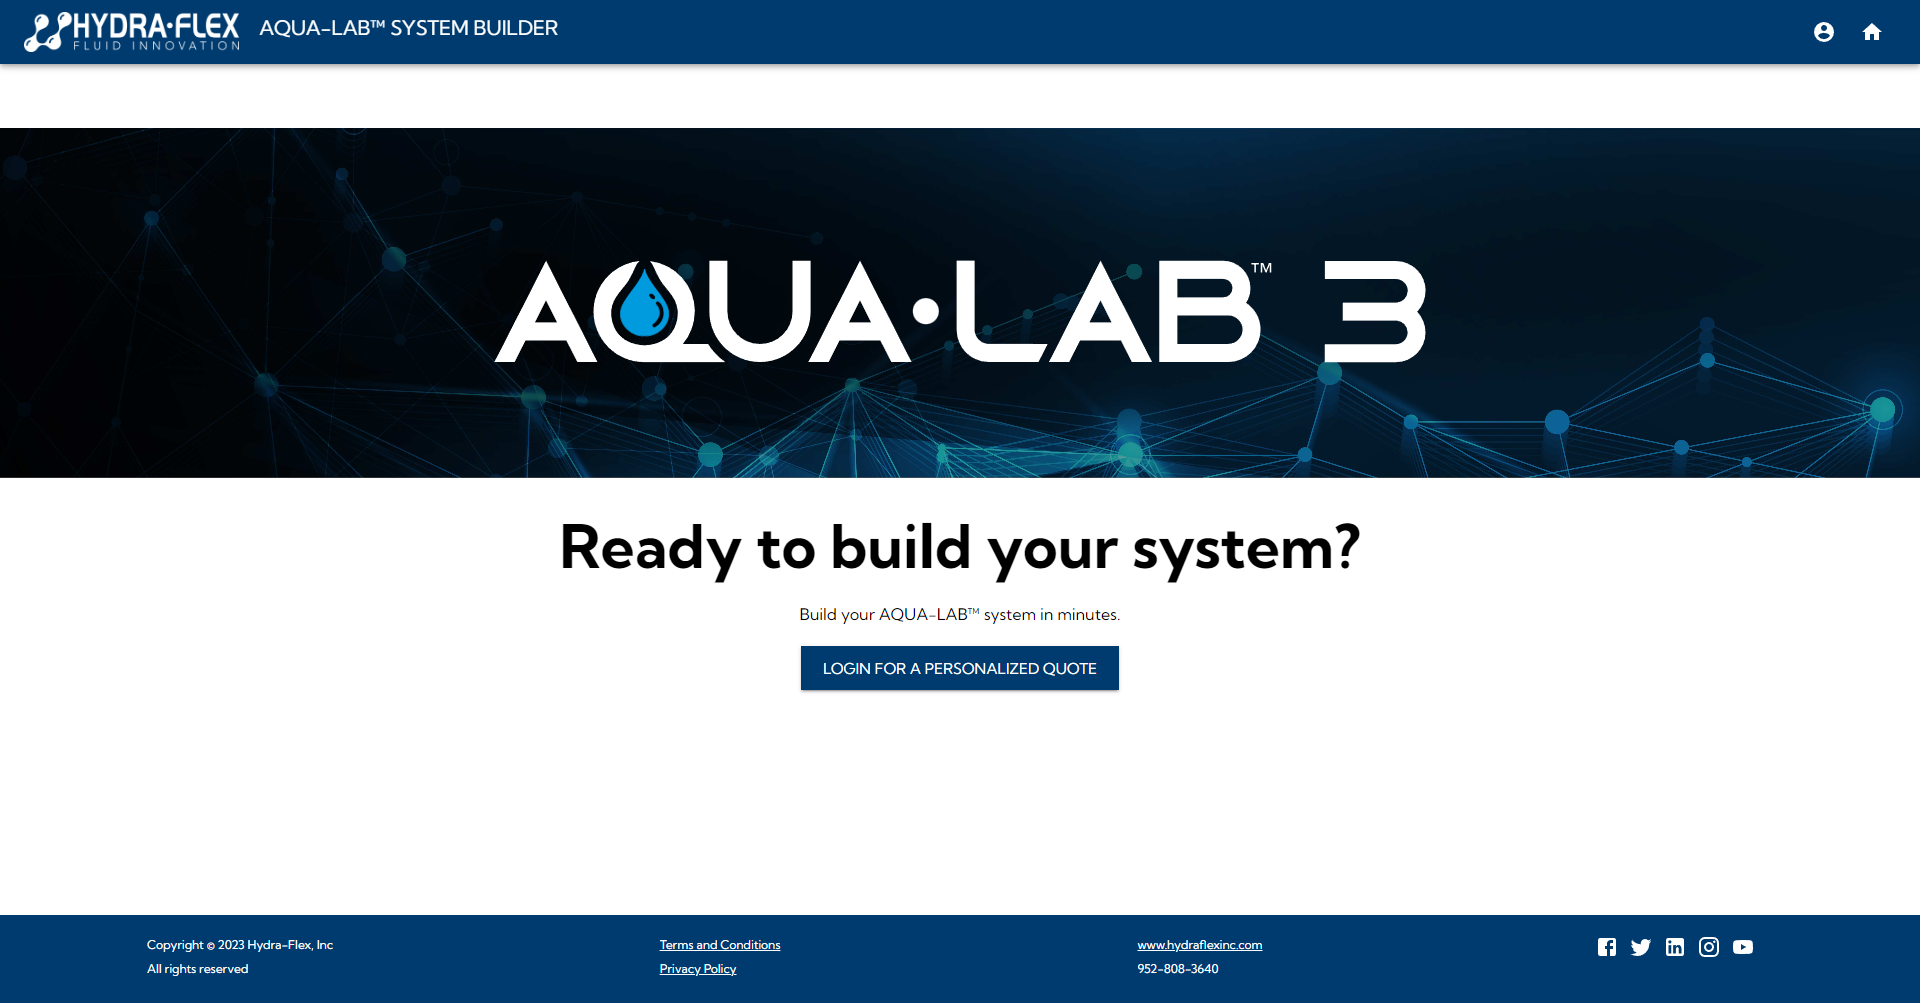 HYDRA·FLEX
FLUID INNOVATION
AQUA-LAB™ SYSTEM BUILDER
AQUA·LAB™ 3
Ready to build your system?
Build your AQUA-LAB™ system in minutes.
LOGIN FOR A PERSONALIZED QUOTE
Copyright © 2023 Hydra-Flex, Inc
All rights reserved
Terms and Conditions
Privacy Policy
www.hydraflexinc.com
952-808-3640